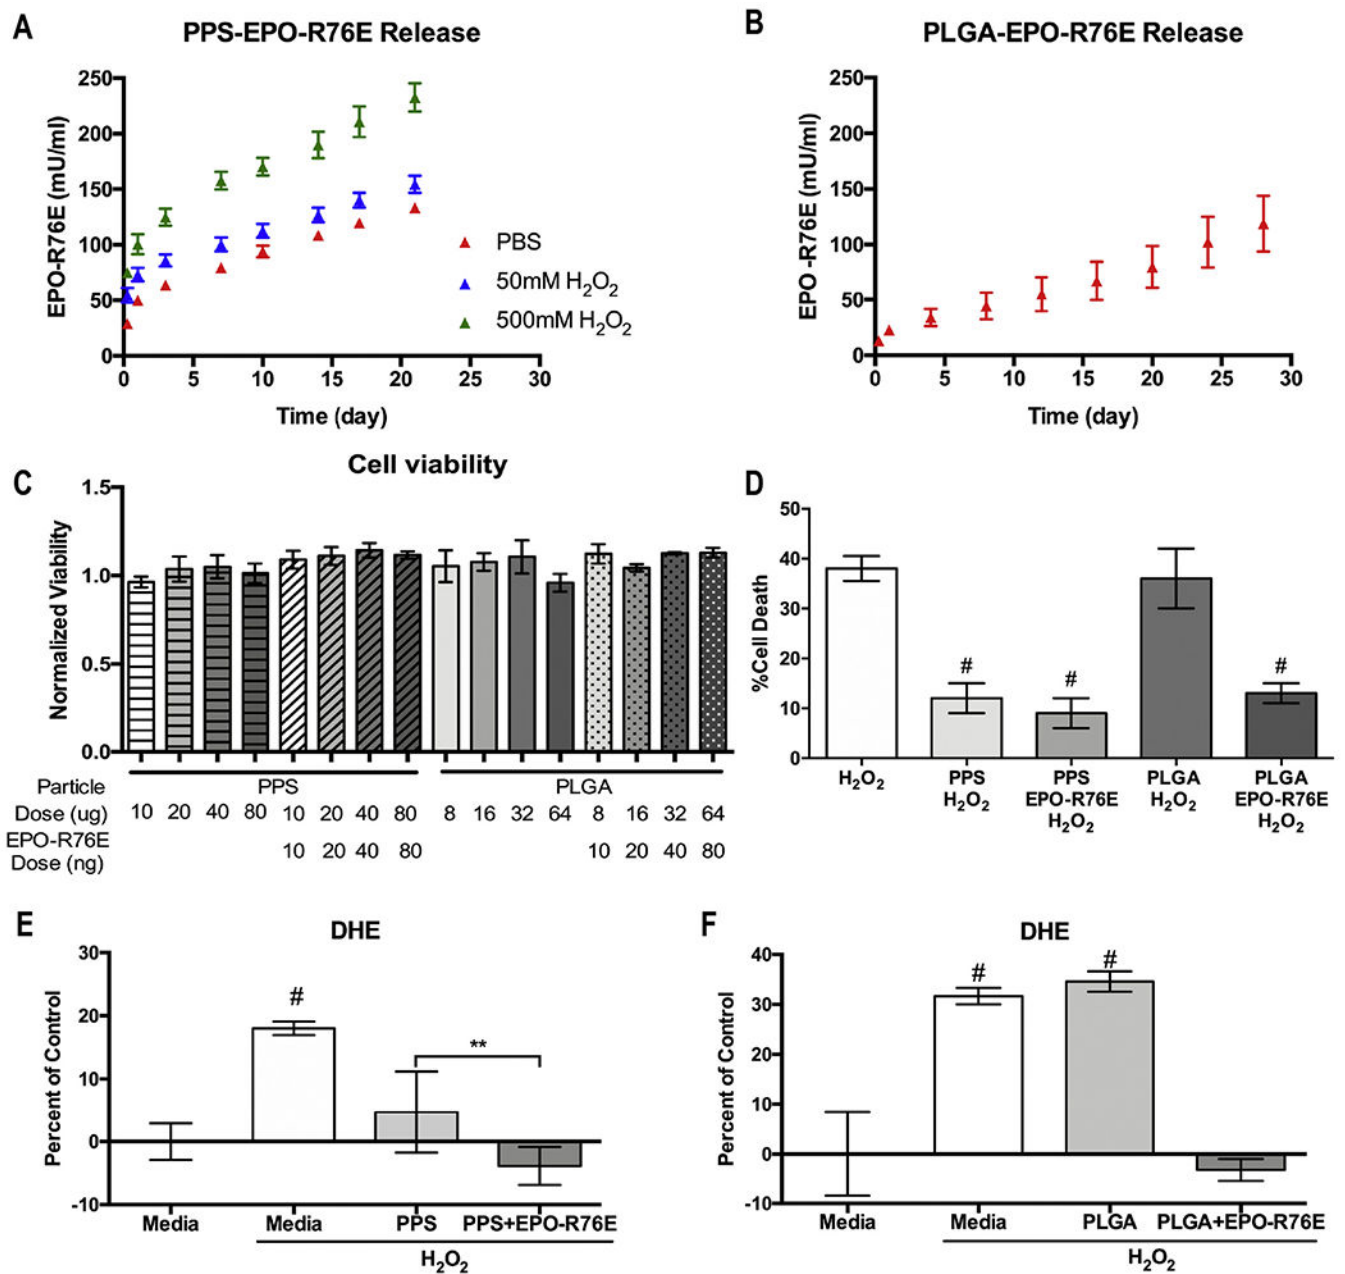 A
PPS-EPO-R76E Release
EPO-R76E (mU/ml)
250
200
150
100
50
0
0 5 10 15 20 25 30
Time (day)
PBS
50mM H₂O₂
500mM H₂O₂
B
PLGA-EPO-R76E Release
EPO -R76E (mU/ml)
250
200
150
100
50
0
0 5 10 15 20 25 30
Time (day)
C
Cell viability
Normalized Viability
1.5
1.0
0.5
0.0
Particle PPS PLGA
Dose (ug) 10 20 40 80 10 20 40 80 8 16 32 64 8 16 32 64
EPO-R76E
Dose (ng) 10 20 40 80 10 20 40 80
D
%Cell Death
50
40
30
20
10
0
# # #
H₂O₂ PPS PPS PLGA PLGA
H₂O₂ EPO-R76E H₂O₂ EPO-R76E
H₂O₂ H₂O₂
E
DHE
Percent of Control
30
20
10
0
-10
#
**
Media Media PPS PPS+EPO-R76E
H₂O₂
F
DHE
Percent of Control
40
30
20
10
0
-10
# #
Media Media PLGA PLGA+EPO-R76E
H₂O₂